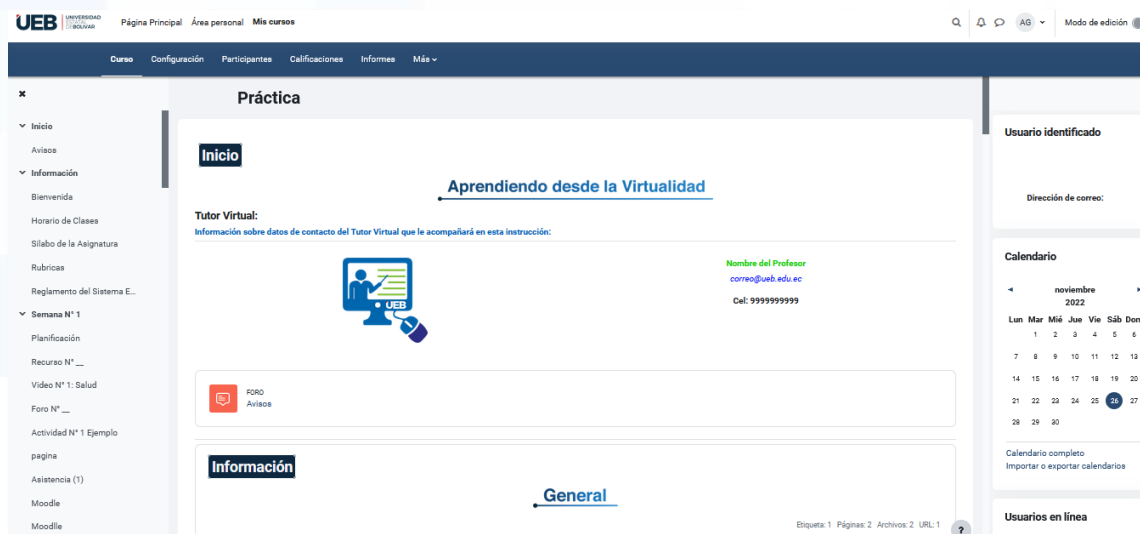 UEB UNIVERSIDAD ESTATAL DE BOLÍVAR
Página Principal Área personal Mis cursos AG Modo de edición
Curso Configuración Participantes Calificaciones Informes Más
Práctica
Inicio
Avisos
Información
Bienvenida
Horario de Clases
Sílabo de la Asignatura
Rubricas
Reglamento del Sistema E...
Semana N° 1
Planificación
Recurso N° __
Video N° 1: Salud
Foro N° __
Actividad N° 1 Ejemplo
pagina
Asistencia (1)
Moodle
Moodlle
Inicio
Aprendiendo desde la Virtualidad
Tutor Virtual:
Información sobre datos de contacto del Tutor Virtual que le acompañará en esta instrucción:
UEB
Nombre del Profesor
correo@ueb.edu.ec
Cel: 9999999999
FORO
Avisos
Información
General
Etiqueta: 1 Páginas: 2 Archivos: 2 URL: 1
?
Usuario identificado
Dirección de correo:
Calendario
noviembre
2022
Lun Mar Mié Jue Vie Sáb Dom
1 2 3 4 5 6
7 8 9 10 11 12 13
14 15 16 17 18 19 20
21 22 23 24 25 26 27
28 29 30
Calendario completo
Importar o exportar calendarios
Usuarios en línea